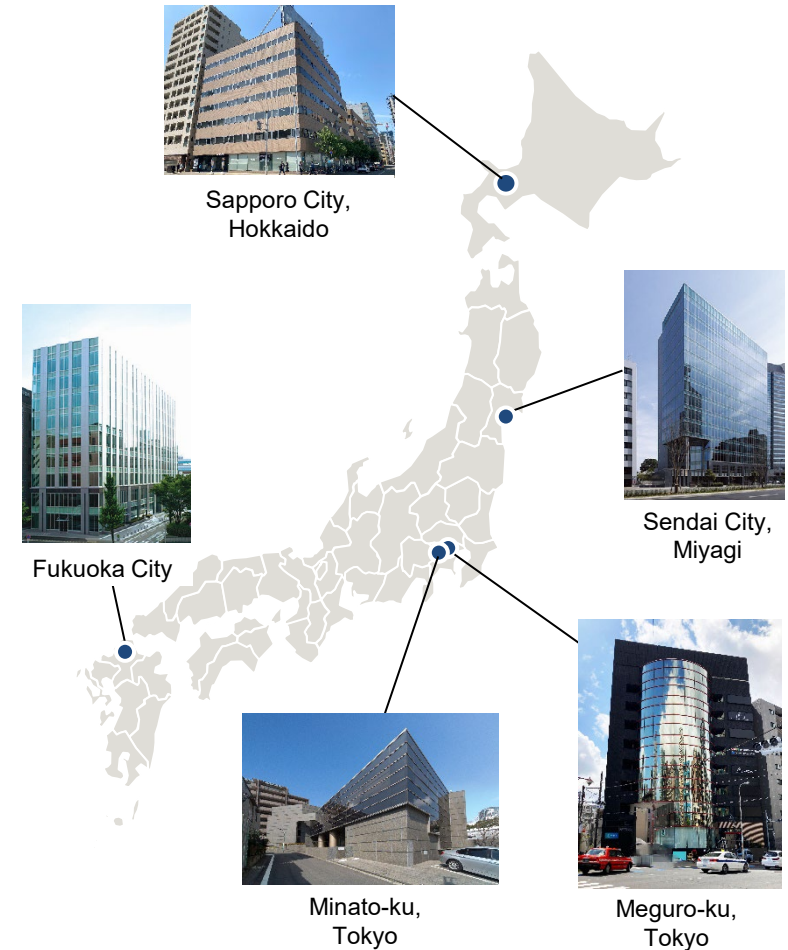 Sapporo City,
Hokkaido
Sendai City,
Miyagi
Fukuoka City
Minato-ku,
Tokyo
Meguro-ku,
Tokyo